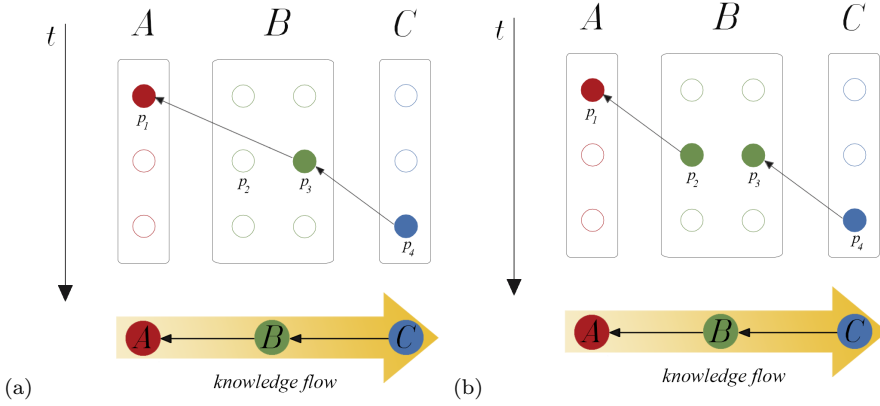 A B C
t
p1
p2 p3
p4
A B C
knowledge flow
(a)
A B C
t
p1
p2 p3
p4
A B C
knowledge flow
(b)